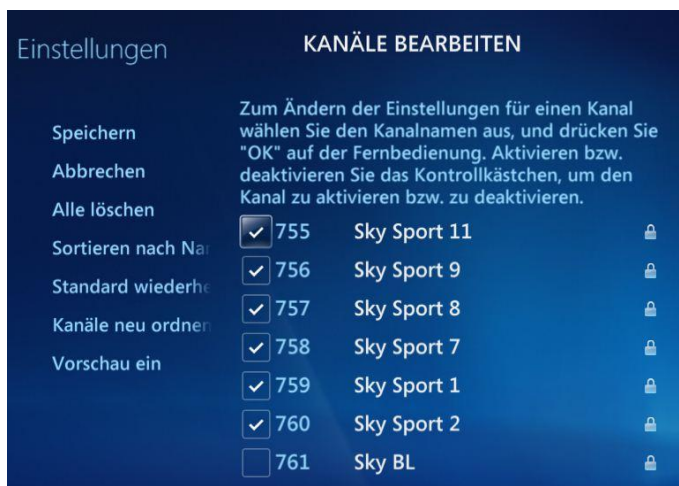 Einstellungen
KANÄLE BEARBEITEN
Speichern
Abbrechen
Alle löschen
Sortieren nach Nar
Standard wiederhe
Kanäle neu ordnen
Vorschau ein
Zum Ändern der Einstellungen für einen Kanal
wählen Sie den Kanalnamen aus, und drücken Sie
"OK" auf der Fernbedienung. Aktivieren bzw.
deaktivieren Sie das Kontrollkästchen, um den
Kanal zu aktivieren bzw. zu deaktivieren.
755 Sky Sport 11
756 Sky Sport 9
757 Sky Sport 8
758 Sky Sport 7
759 Sky Sport 1
760 Sky Sport 2
761 Sky BL